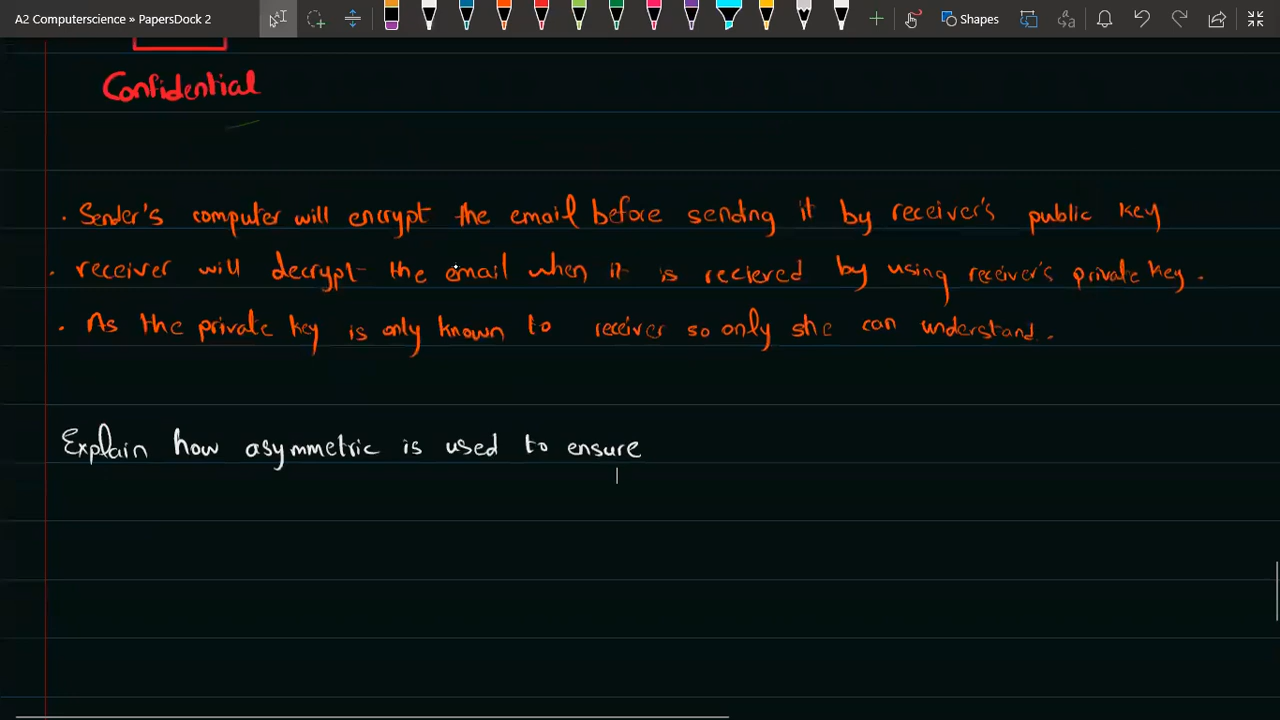 A2 Computerscience » PapersDock 2
Shapes
Confidential
. Sender's computer will encrypt the email before sendng it by receiver's public key
. receiver will decrypt the email when it is recieved by using receiver's private key.
. As the private key is only known to receiver so only she can understand.
Explain how asymmetric is used to ensure